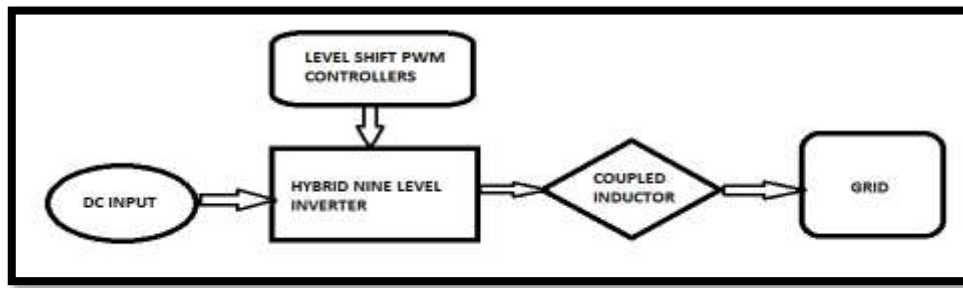 LEVEL SHIFT PWM
CONTROLLERS
DC INPUT
HYBRID NINE LEVEL
INVERTER
COUPLED
INDUCTOR
GRID